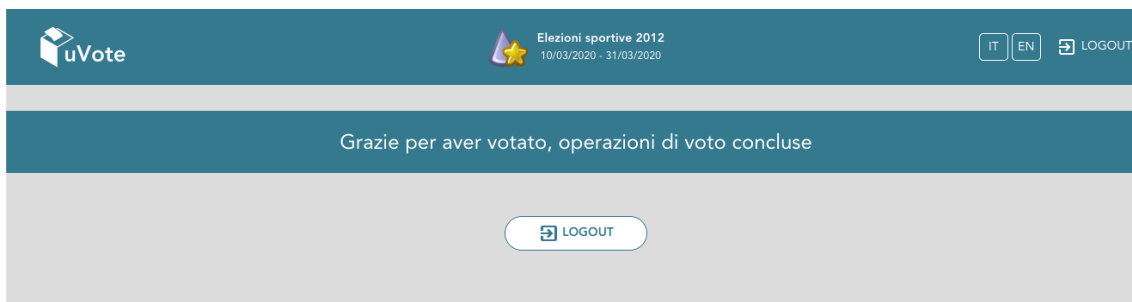 uVote
Elezioni sportive 2012
10/03/2020 - 31/03/2020
IT EN LOGOUT
Grazie per aver votato, operazioni di voto concluse
LOGOUT